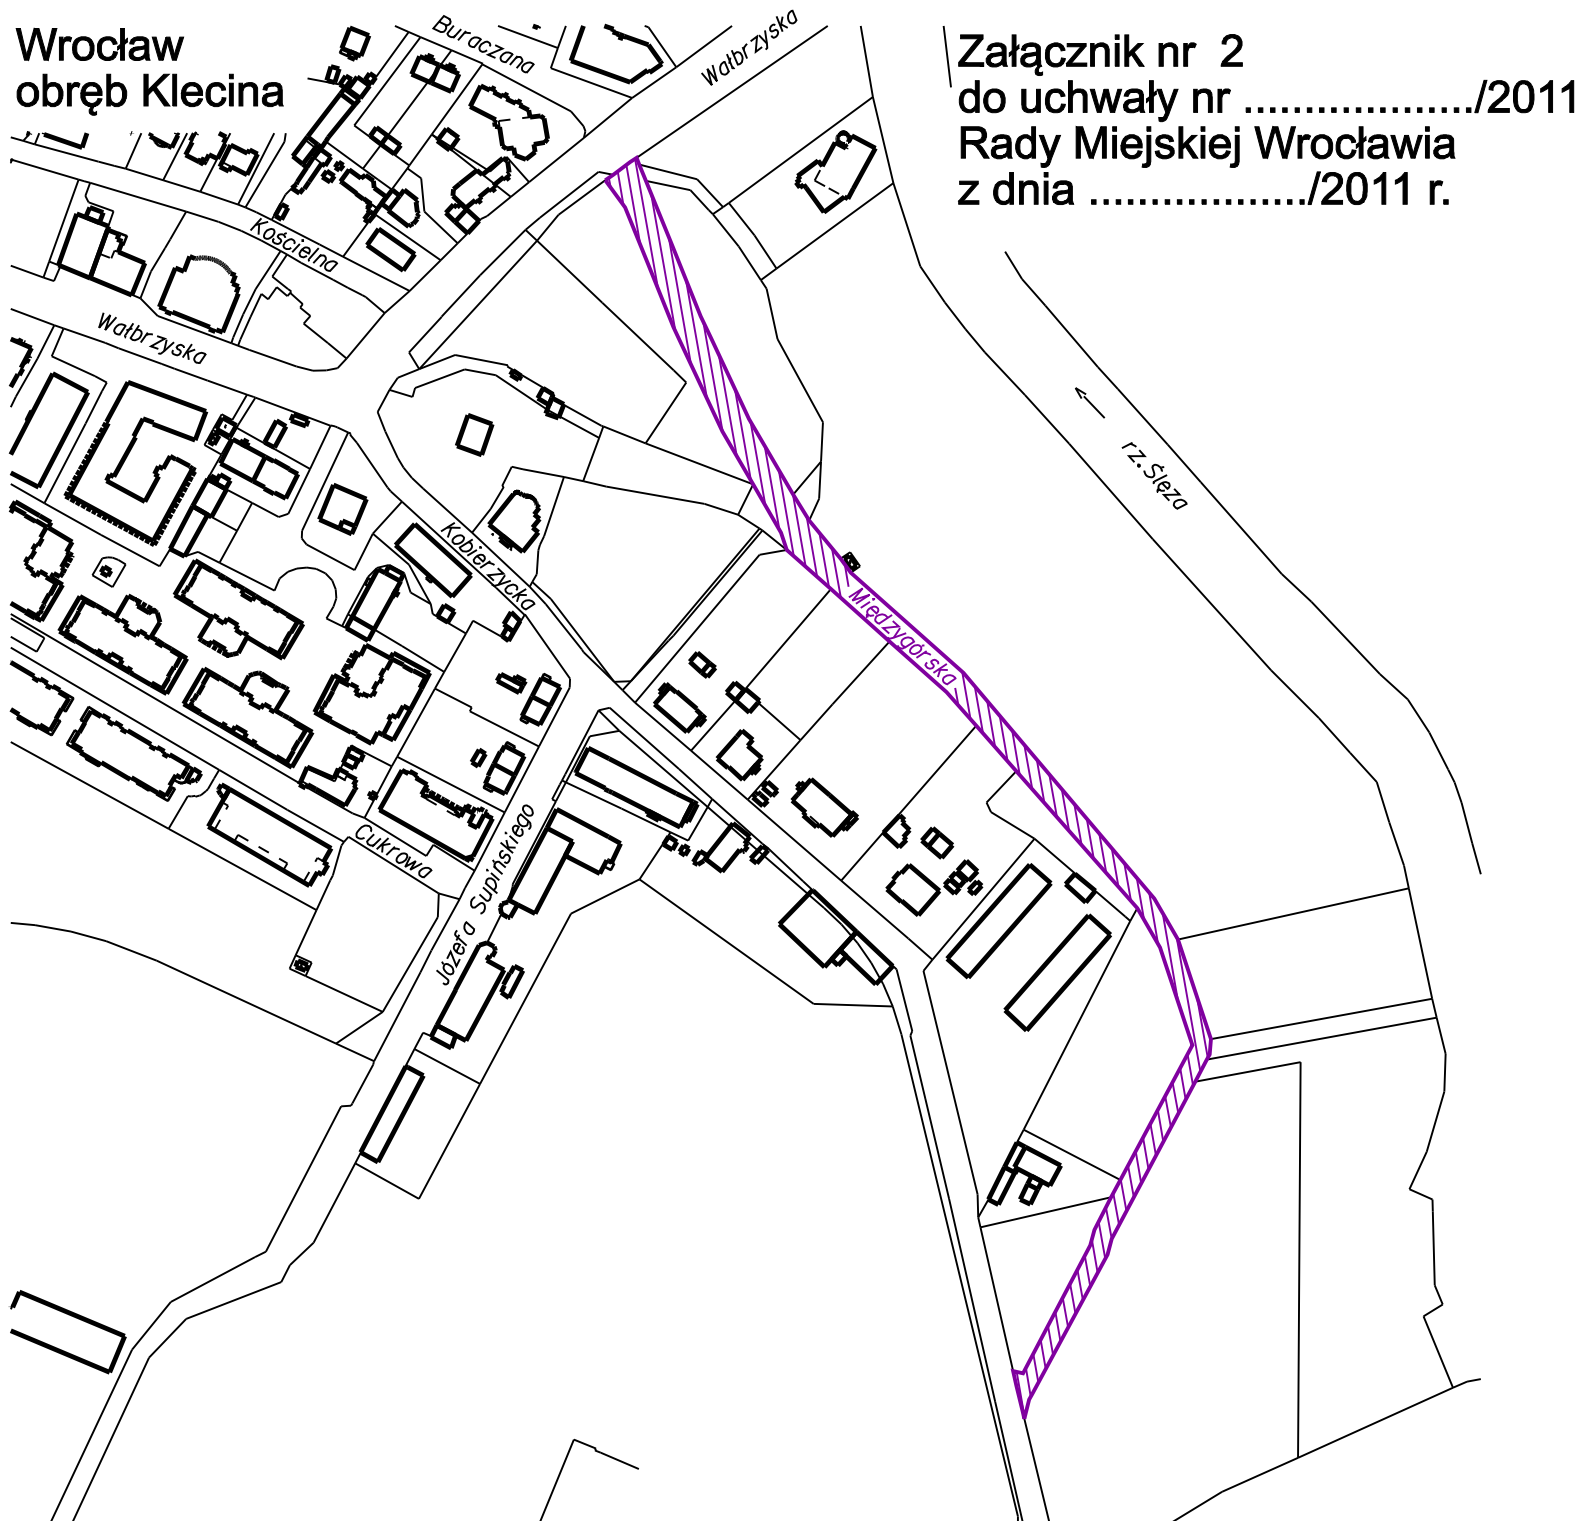 Wrocław
obręb Klecina
Załącznik nr 2
do uchwały nr .................../2011
Rady Miejskiej Wrocławia
z dnia ................../2011 r.
Buraczana
Wałbrzyska
Kościelna
Wałbrzyska
rz.Ślęza
Kobierzycka
Międzygórska
Cukrowa
Józefa Supińskiego